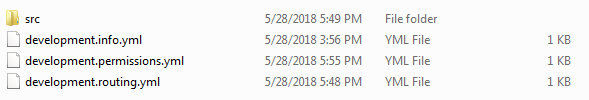 src 5/28/2018 5:49 PM File folder
development.info.yml 5/28/2018 3:56 PM YML File 1 KB
development.permissions.yml 5/28/2018 5:55 PM YML File 1 KB
development.routing.yml 5/28/2018 5:48 PM YML File 1 KB